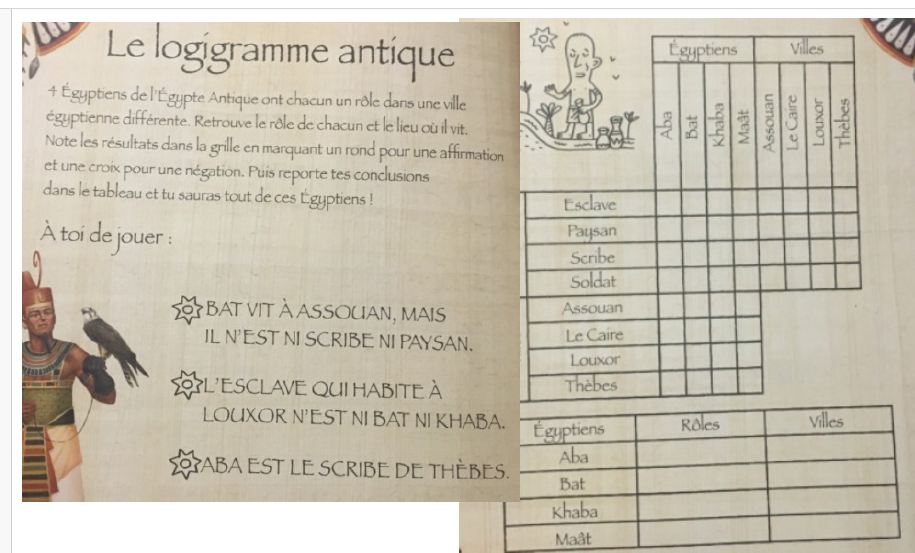 Le logigramme antique
4 Égyptiens de l'Égypte Antique ont chacun un rôle dans une ville
égyptienne différente. Retrouve le rôle de chacun et le lieu où il vit.
Note les résultats dans la grille en marquant un rond pour une affirmation
et une croix pour une négation. Puis reporte tes conclusions
dans le tableau et tu sauras tout de ces Égyptiens !
À toi de jouer :
BAT VIT À ASSOUAN, MAIS
IL N'EST NI SCRIBE NI PAYSAN.
L'ESCLAVE QUI HABITE À
LOUXOR N'EST NI BAT NI KHABA.
ABA EST LE SCRIBE DE THÈBES.
Égyptiens Villes
Aba Bat Khaba Maât Assouan Le Caire Louxor Thèbes
Esclave
Paysan
Scribe
Soldat
Assouan
Le Caire
Louxor
Thèbes
Égyptiens Rôles Villes
Aba
Bat
Khaba
Maât